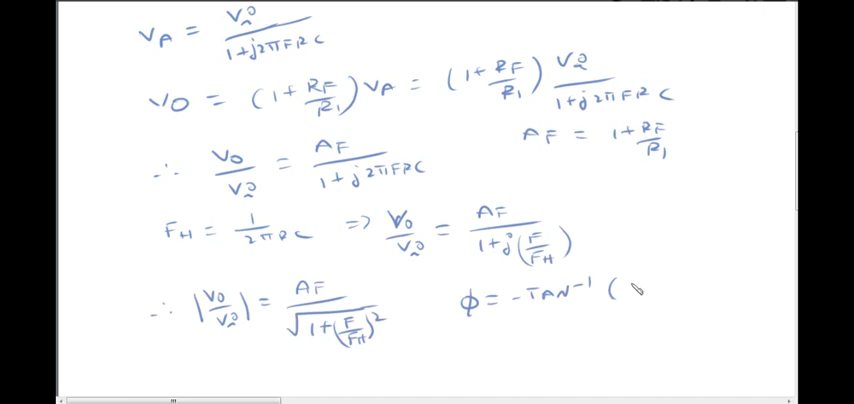 VA = Vi / 1+j2πFRC
VO = (1+ RF/R1) VA = (1+ RF/R1) Vi / 1+j2πFRC
AF = 1+ RF/R1
∴ Vo/Vi = AF / 1+j2πFRC
FH = 1/2πRC => Vo/Vi = AF / 1+j(F/FH)
∴ |Vo/Vi| = AF / √1+(F/FH)² φ = -TAN⁻¹ (